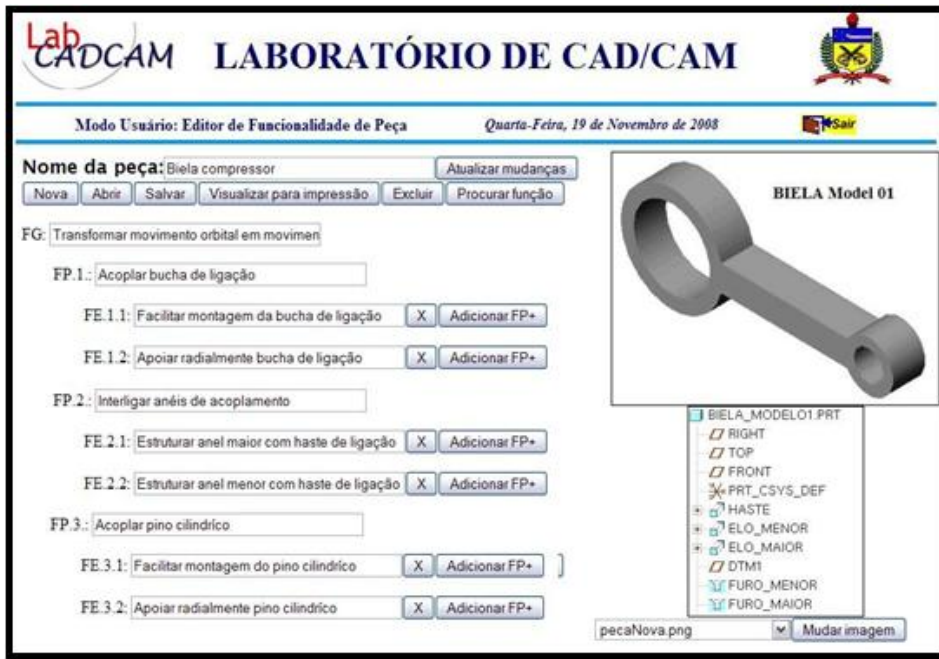 Lab
CADCAM
LABORATÓRIO DE CAD/CAM
Modo Usuário: Editor de Funcionalidade de Peça
Quarta-Feira, 19 de Novembro de 2008
Sair
Nome da peça: Biela compressor
Atualizar mudanças
Nova Abrir Salvar Visualizar para impressão Excluir Procurar função
FG: Transformar movimento orbital em movimen
FP.1.: Acoplar bucha de ligação
FE.1.1: Facilitar montagem da bucha de ligação X Adicionar FP+
FE.1.2: Apoiar radialmente bucha de ligação X Adicionar FP+
FP.2.: Interligar anéis de acoplamento
FE.2.1: Estruturar anel maior com haste de ligação X Adicionar FP+
FE.2.2: Estruturar anel menor com haste de ligação X Adicionar FP+
FP.3.: Acoplar pino cilindríco
FE.3.1: Facilitar montagem do pino cilindríco X Adicionar FP+ ]
FE.3.2: Apoiar radialmente pino cilindríco X Adicionar FP+
BIELA Model 01
BIELA_MODELO1.PRT
RIGHT
TOP
FRONT
PRT_CSYS_DEF
HASTE
ELO_MENOR
ELO_MAIOR
DTM1
FURO_MENOR
FURO_MAIOR
pecaNova.png Mudar imagem